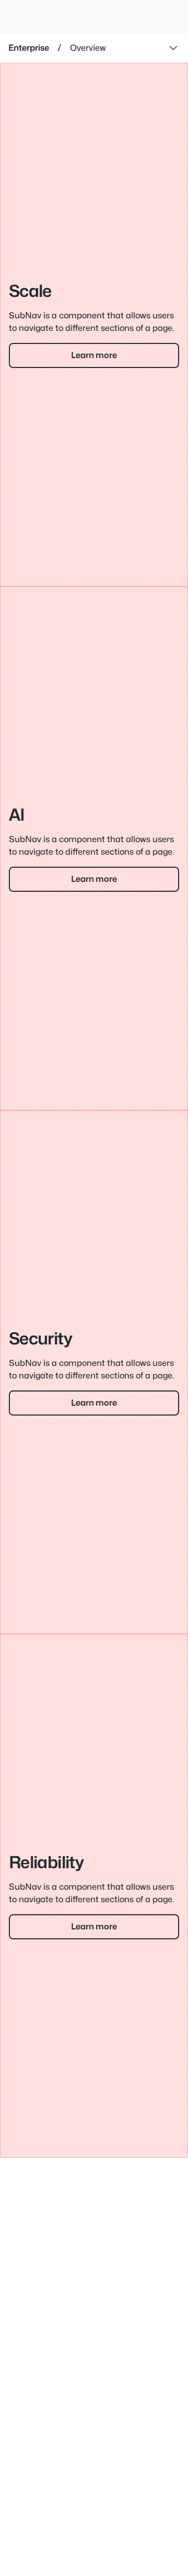 Enterprise / Overview
Scale
SubNav is a component that allows users
to navigate to different sections of a page.
Learn more
AI
SubNav is a component that allows users
to navigate to different sections of a page.
Learn more
Security
SubNav is a component that allows users
to navigate to different sections of a page.
Learn more
Reliability
SubNav is a component that allows users
to navigate to different sections of a page.
Learn more